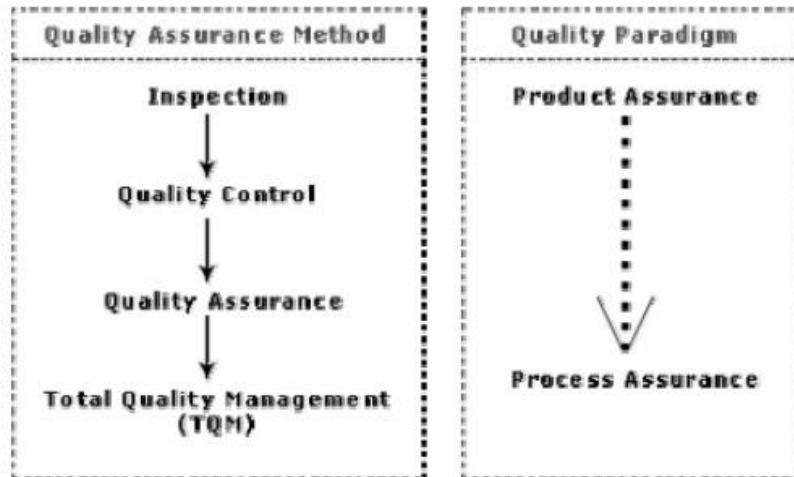 Quality Assurance Method
Inspection
Quality Control
Quality Assurance
Total Quality Management
(TQM)
Quality Paradigm
Product Assurance
Process Assurance